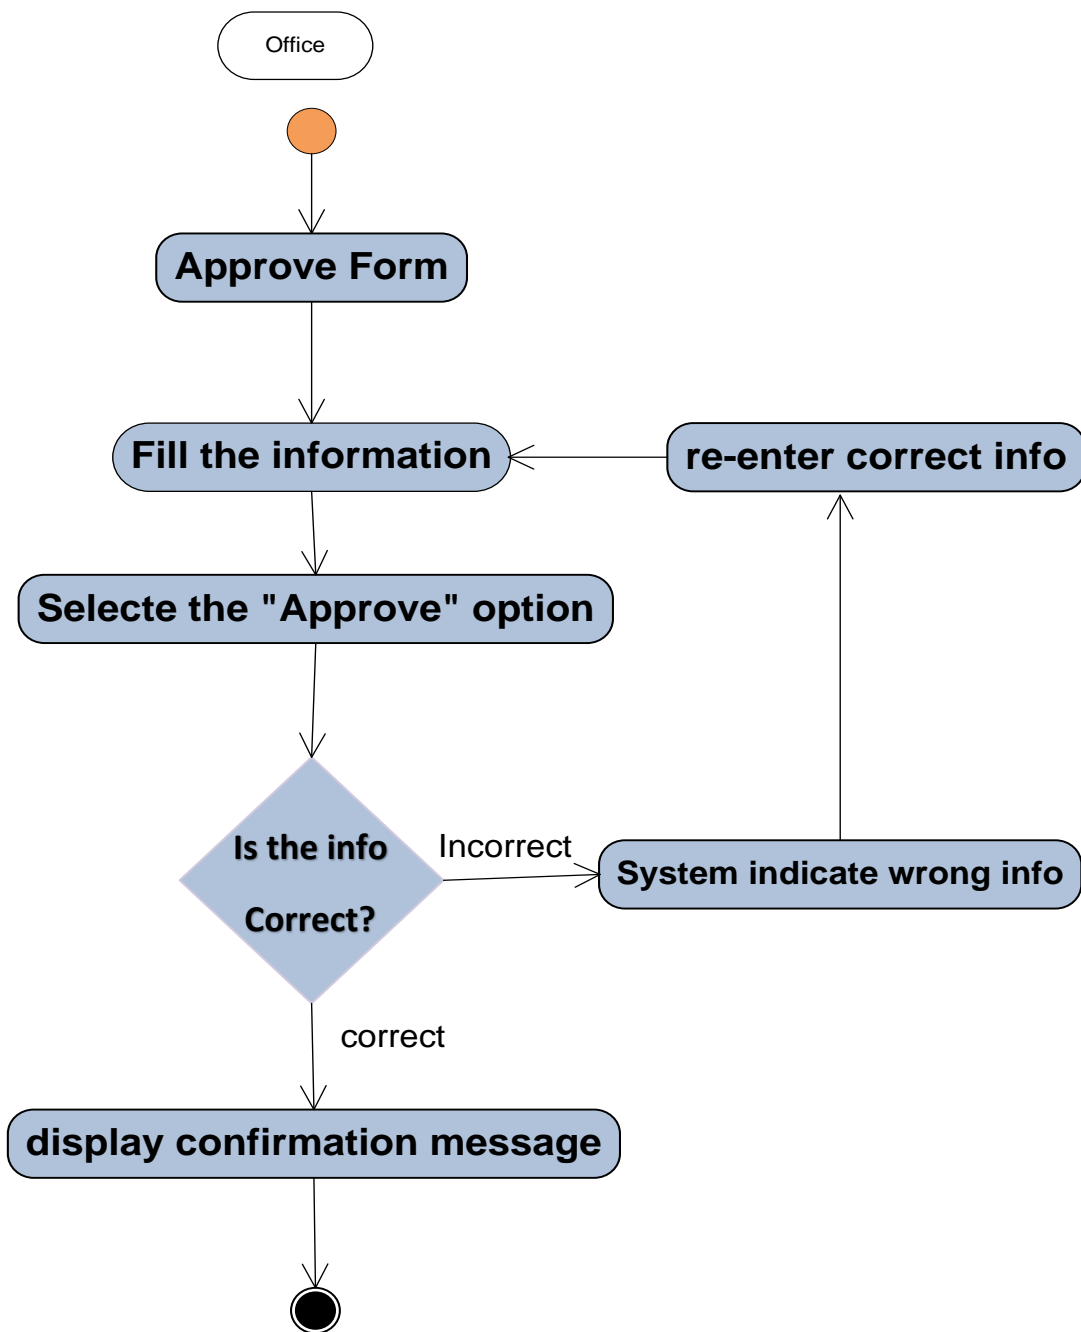 Office
Approve Form
Fill the information
re-enter correct info
Selecte the "Approve" option
Is the info
Correct?
Incorrect
System indicate wrong info
correct
display confirmation message